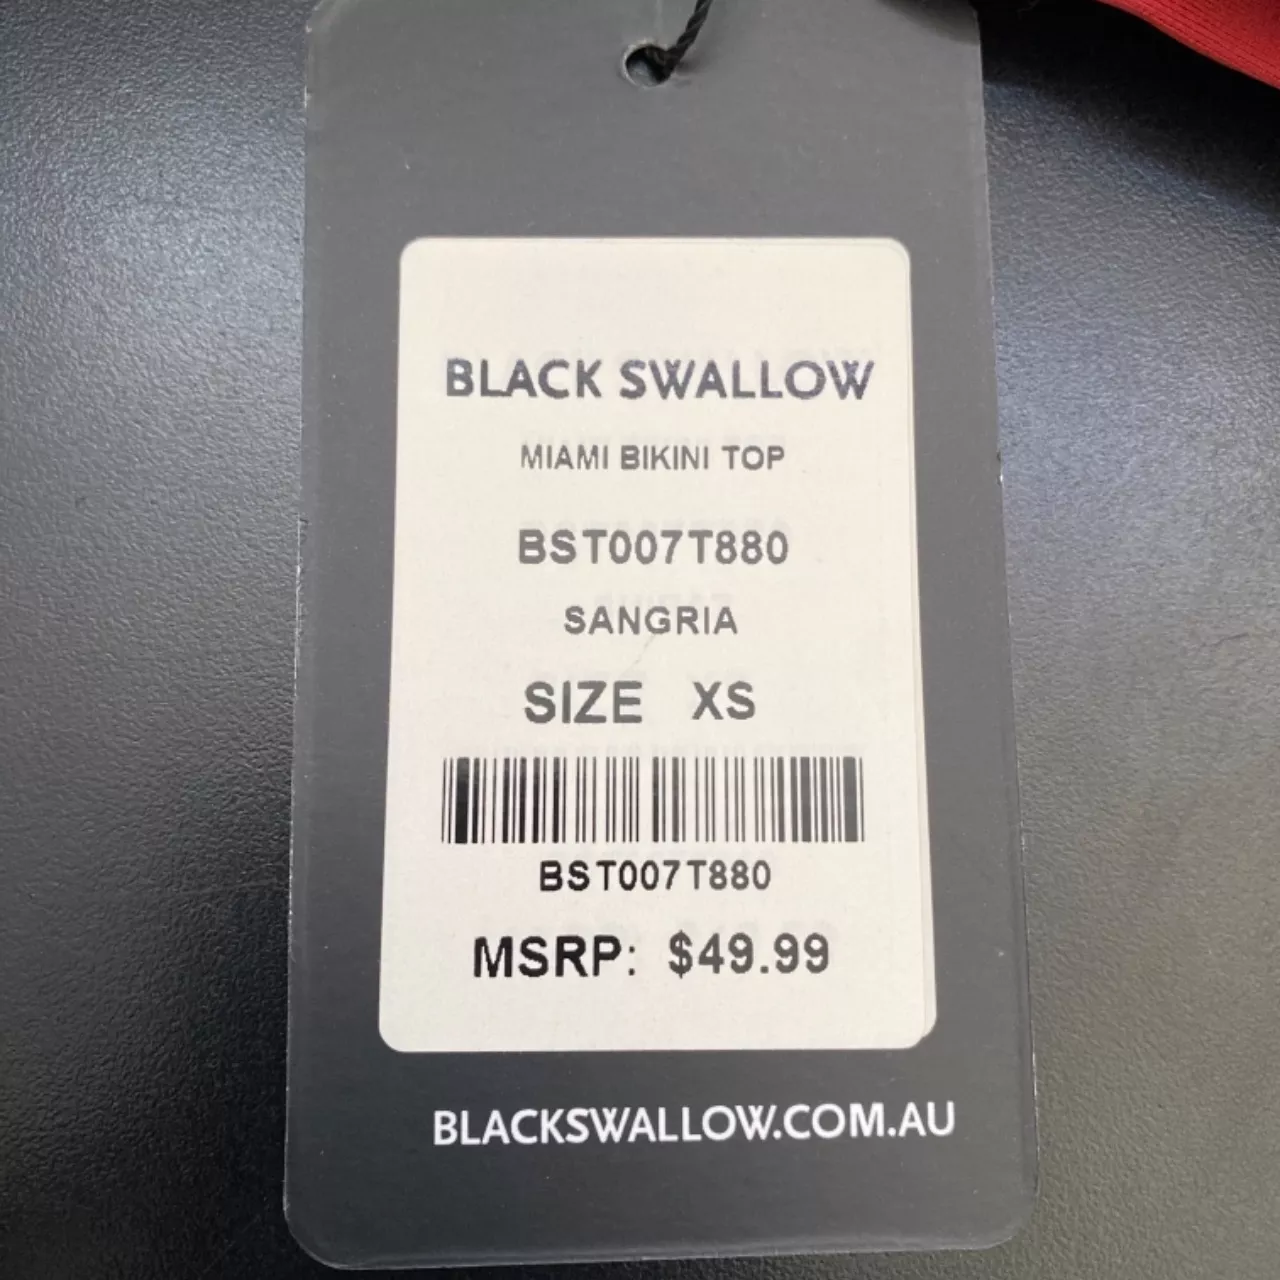 BLACK SWALLOW
MIAMI BIKINI TOP
BST007T880
SANGRIA
SIZE XS
BST007T880
MSRP: $49.99
BLACKSWALLOW.COM.AU